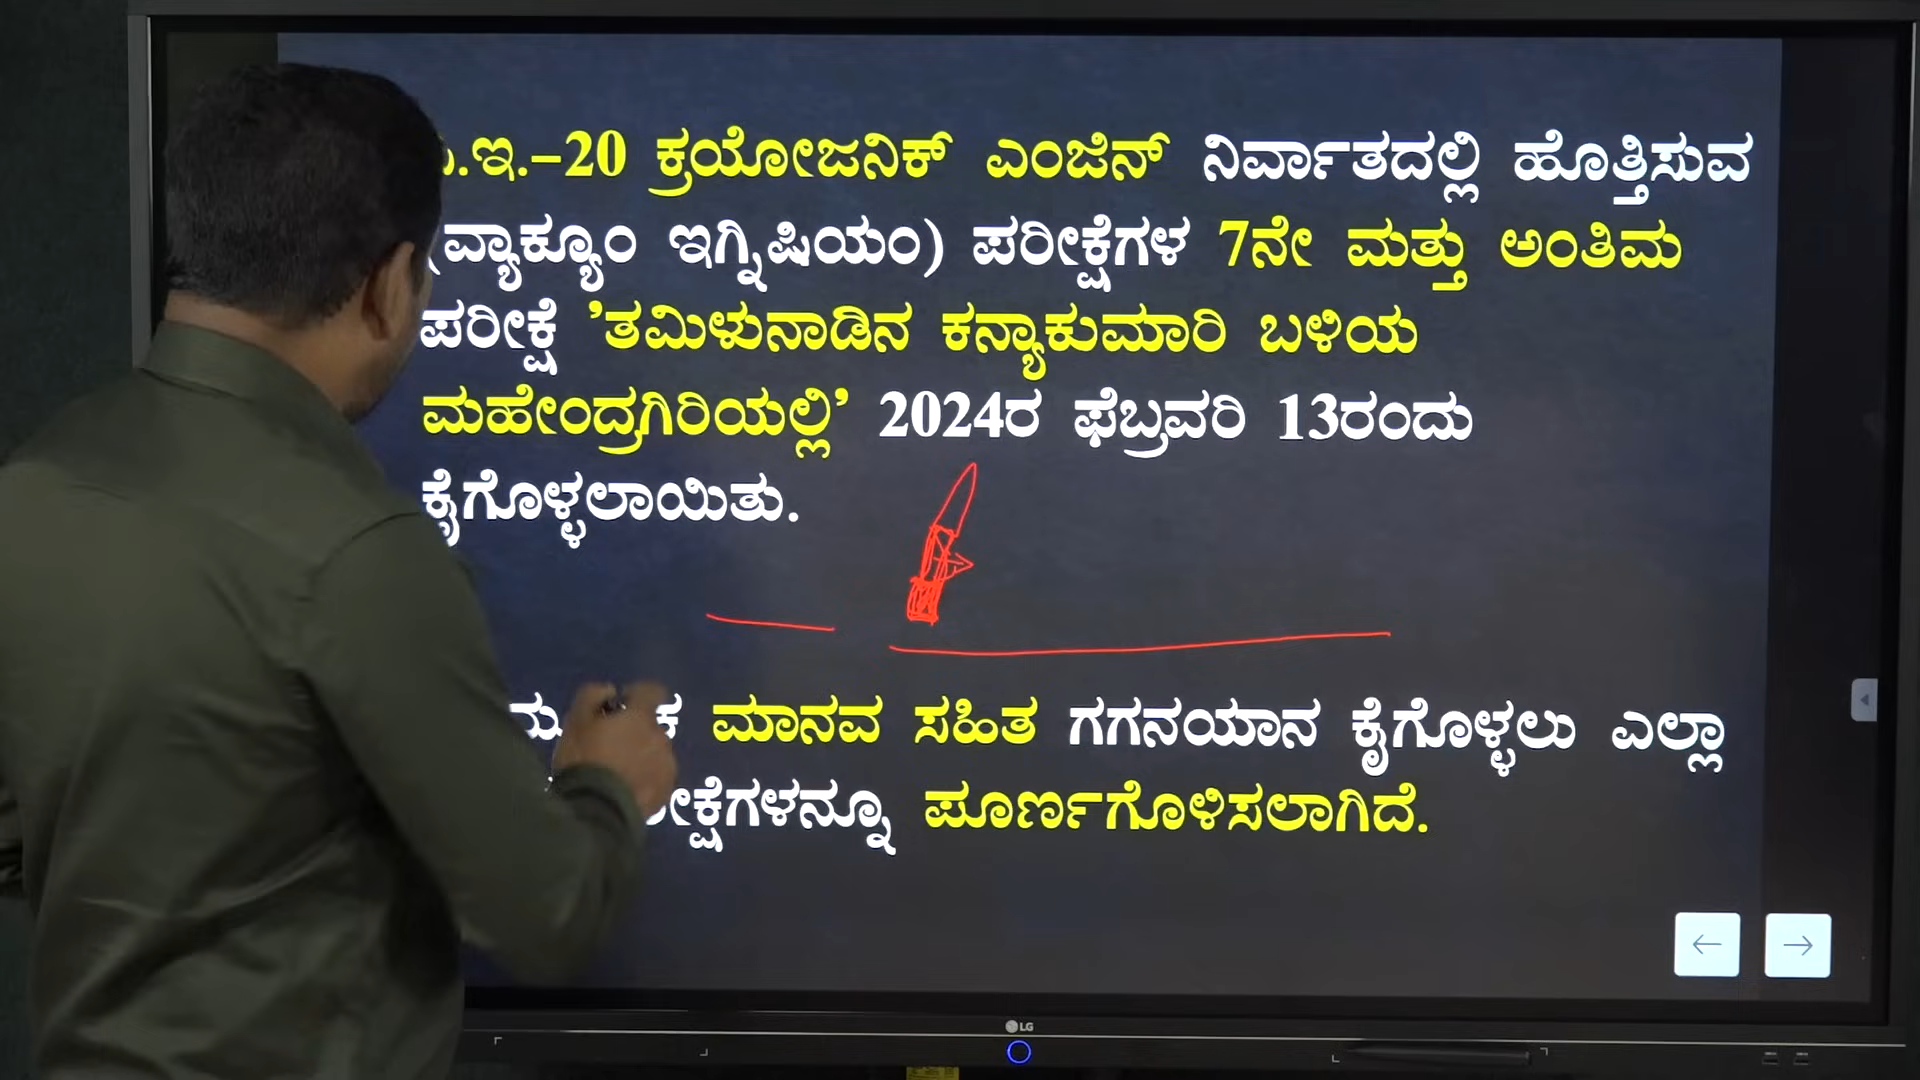 .ಇ.–20 ಕ್ರಯೋಜನಿಕ್ ಎಂಜಿನ್ ನಿರ್ವಾತದಲ್ಲಿ ಹೊತ್ತಿಸುವ
(ವ್ಯಾಕ್ಯೂಂ ಇಗ್ನಿಷಿಯಂ) ಪರೀಕ್ಷೆಗಳ 7ನೇ ಮತ್ತು ಅಂತಿಮ
ಪರೀಕ್ಷೆ 'ತಮಿಳುನಾಡಿನ ಕನ್ಯಾಕುಮಾರಿ ಬಳಿಯ
ಮಹೇಂದ್ರಗಿರಿಯಲ್ಲಿ' 2024ರ ಫೆಬ್ರವರಿ 13ರಂದು
ಕೈಗೊಳ್ಳಲಾಯಿತು.
ಮಾನವ ಸಹಿತ ಗಗನಯಾನ ಕೈಗೊಳ್ಳಲು ಎಲ್ಲಾ
ಪೂರ್ಣಗೊಳಿಸಲಾಗಿದೆ.
LG